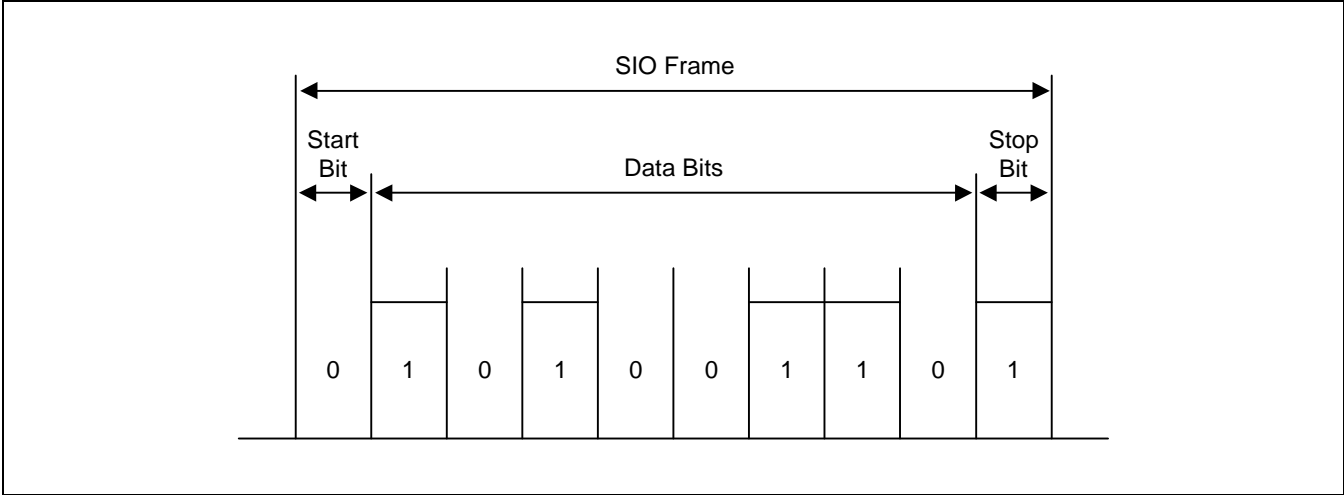 SIO Frame
Start
Bit
Data Bits
Stop
Bit
0 1 0 1 0 0 1 1 0 1